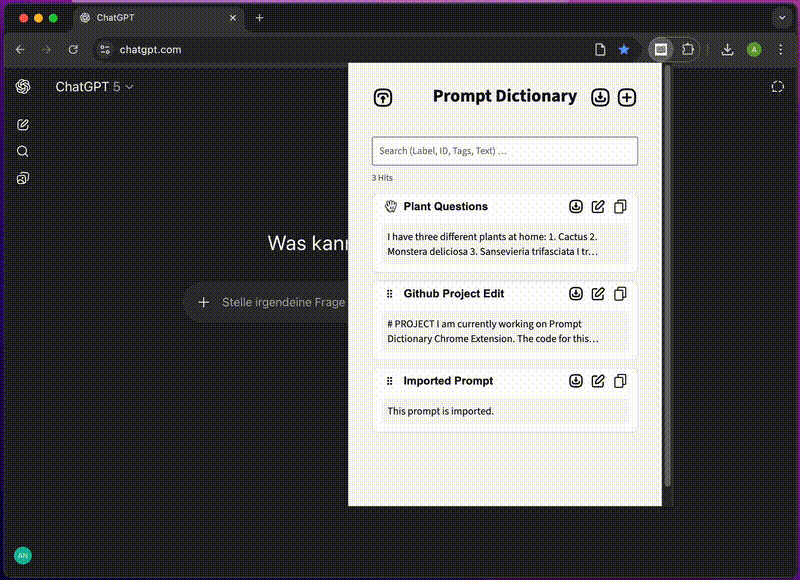 ChatGPT
chatgpt.com
A
ChatGPT 5
Was kann
Stelle irgendeine Frage
AN
Prompt Dictionary
Search (Label, ID, Tags, Text) ...
3 Hits
Plant Questions
I have three different plants at home: 1. Cactus 2.
Monstera deliciosa 3. Sansevieria trifasciata I tr...
Github Project Edit
# PROJECT I am currently working on Prompt
Dictionary Chrome Extension. The code for this...
Imported Prompt
This prompt is imported.